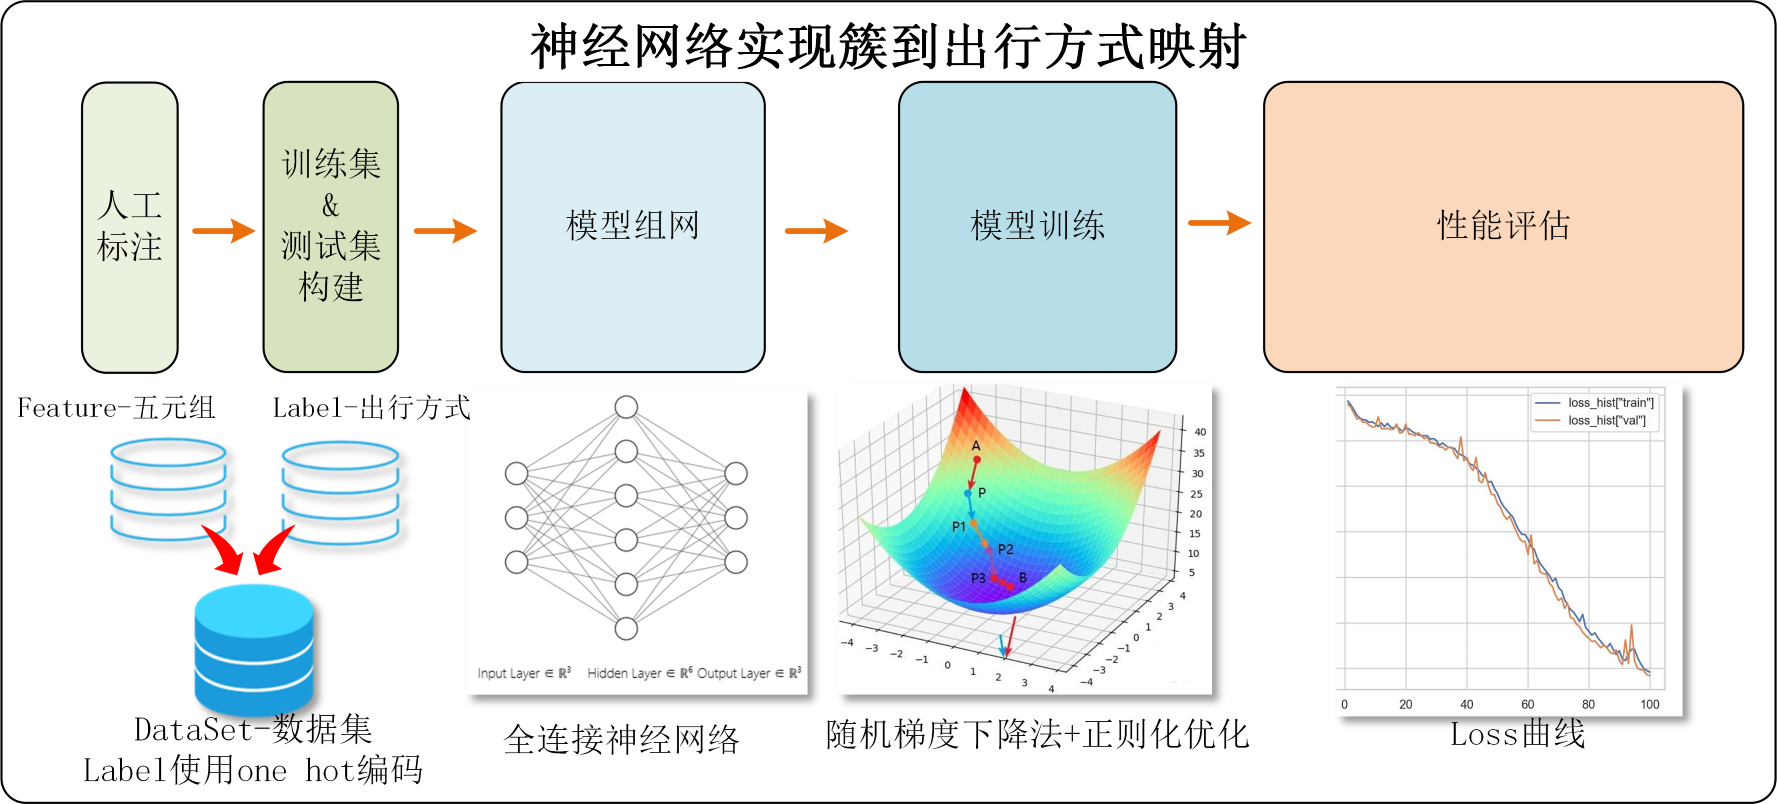 神经网络实现簇到出行方式映射
人工
标注
训练集
&
测试集
构建
模型组网
模型训练
性能评估
Feature-五元组
Label-出行方式
DataSet-数据集
Label使用one hot编码
Input Layer ∈ ℝ³
Hidden Layer ∈ ℝ⁶
Output Layer ∈ ℝ³
全连接神经网络
A
P
P1
P2
P3
B
40
35
30
25
20
15
10
5
4
3
2
1
0
−1
−2
−3
−4
−4
−3
−2
−1
0
1
2
3
4
随机梯度下降法+正则化优化
loss_hist["train"]
loss_hist["val"]
0
20
40
60
80
100
Loss曲线